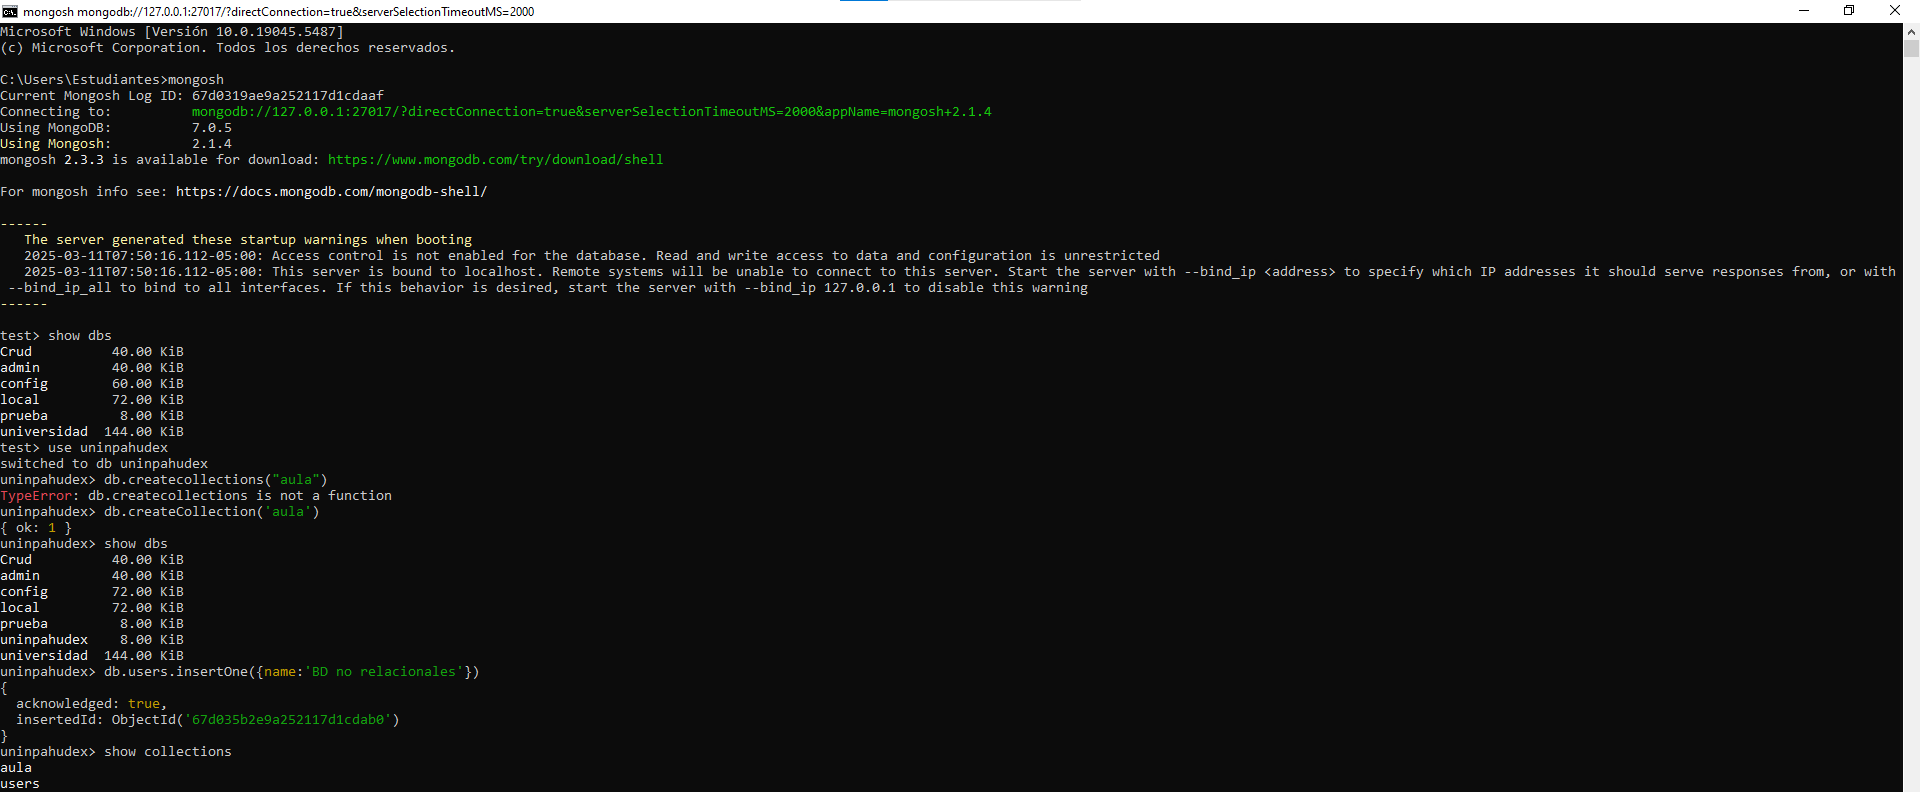 mongosh mongodb://127.0.0.1:27017/?directConnection=true&serverSelectionTimeoutMS=2000
Microsoft Windows [Versión 10.0.19045.5487]
(c) Microsoft Corporation. Todos los derechos reservados.
C:\Users\Estudiantes>mongosh
Current Mongosh Log ID: 67d0319ae9a252117d1cdaaf
Connecting to:          mongodb://127.0.0.1:27017/?directConnection=true&serverSelectionTimeoutMS=2000&appName=mongosh+2.1.4
Using MongoDB:          7.0.5
Using Mongosh:          2.1.4
mongosh 2.3.3 is available for download: https://www.mongodb.com/try/download/shell
For mongosh info see: https://docs.mongodb.com/mongodb-shell/
------
   The server generated these startup warnings when booting
   2025-03-11T07:50:16.112-05:00: Access control is not enabled for the database. Read and write access to data and configuration is unrestricted
   2025-03-11T07:50:16.112-05:00: This server is bound to localhost. Remote systems will be unable to connect to this server. Start the server with --bind_ip <address> to specify which IP addresses it should serve responses from, or with
 --bind_ip_all to bind to all interfaces. If this behavior is desired, start the server with --bind_ip 127.0.0.1 to disable this warning
------
test> show dbs
Crud          40.00 KiB
admin         40.00 KiB
config        60.00 KiB
local         72.00 KiB
prueba         8.00 KiB
universidad  144.00 KiB
test> use uninpahudex
switched to db uninpahudex
uninpahudex> db.createcollections("aula")
TypeError: db.createcollections is not a function
uninpahudex> db.createCollection('aula')
{ ok: 1 }
uninpahudex> show dbs
Crud          40.00 KiB
admin         40.00 KiB
config        72.00 KiB
local         72.00 KiB
prueba         8.00 KiB
uninpahudex    8.00 KiB
universidad  144.00 KiB
uninpahudex> db.users.insertOne({name:'BD no relacionales'})
{
  acknowledged: true,
  insertedId: ObjectId('67d035b2e9a252117d1cdab0')
}
uninpahudex> show collections
aula
users